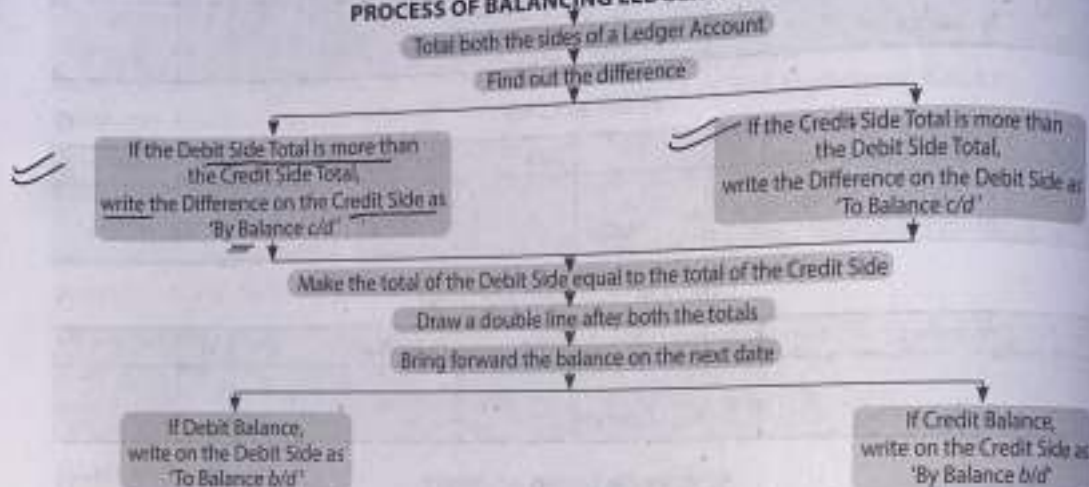 PROCESS OF BALANCING
Total both the sides of a Ledger Account
Find out the difference
If the Debit Side Total is more than
the Credit Side Total,
write the Difference on the Credit Side as
'By Balance c/d'
If the Credit Side Total is more than
the Debit Side Total,
write the Difference on the Debit Side as
'To Balance c/d'
Make the total of the Debit Side equal to the total of the Credit Side
Draw a double line after both the totals
Bring forward the balance on the next date
If Debit Balance,
write on the Debit Side as
'To Balance b/d'
If Credit Balance,
write on the Credit Side as
'By Balance b/d'